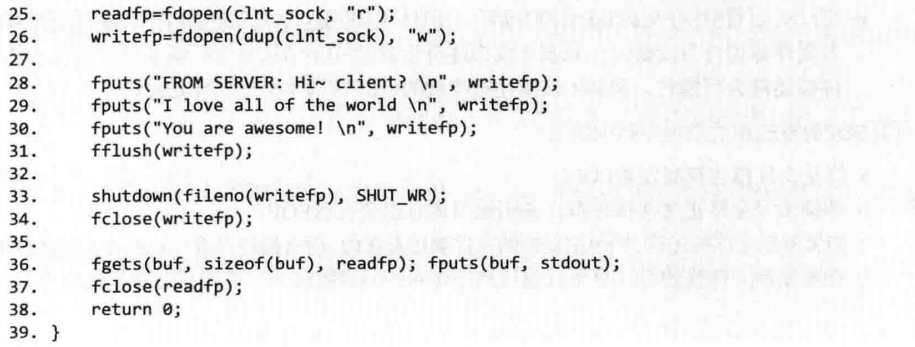 25. readfp=fdopen(clnt_sock, "r");
26. writefp=fdopen(dup(clnt_sock), "w");
27.
28. fputs("FROM SERVER: Hi~ client? \n", writefp);
29. fputs("I love all of the world \n", writefp);
30. fputs("You are awesome! \n", writefp);
31. fflush(writefp);
32.
33. shutdown(fileno(writefp), SHUT_WR);
34. fclose(writefp);
35.
36. fgets(buf, sizeof(buf), readfp); fputs(buf, stdout);
37. fclose(readfp);
38. return 0;
39. }